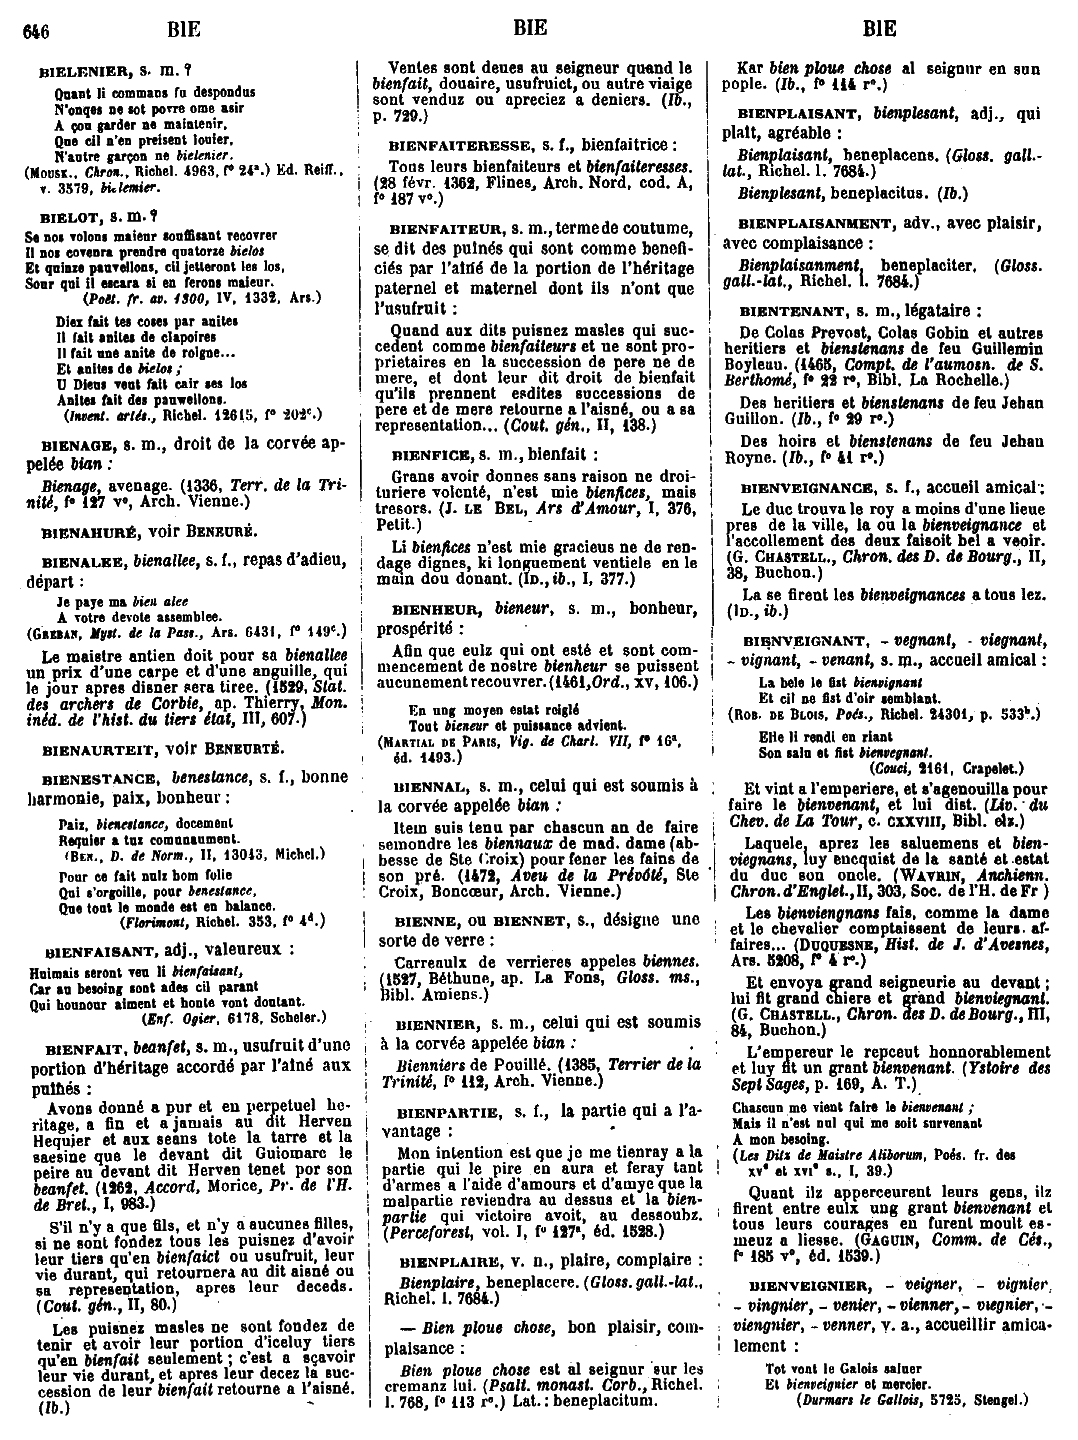 646 BIE BIE BIE
BIELENIER, s. m. ?
Quant li commans fu despondus
N'onques ne sot povre ome asir
A çou garder ne maintenir,
Que cil n'en preisent louier,
N'autre garçon ne bielenier.
(Mousk., Chron., Richel. 4963, f° 24a.) Ed. Reiff.,
v. 3579, bielemier.
BIELOT, s. m. ?
Se nos volons maieur souffisant recovrer
Il nos covenra prendre quatorze bielos
Et quinze pauvellons, cil jetteront les los,
Sour qui il escara si en ferons maieur.
(Poët. fr. av. 1300, IV, 1332, Ars.)
Diex fait tes coses par anites
Il fait anites de clapoires
Il fait une anite de roigne...
Et anites de bielos ;
U Dieus veut fait cair ses los
Anites fait des pauwellons.
(Invent. artés., Richel. 12615, f° 202c.)
BIENAGE, s. m., droit de la corvée ap-
pelée bian :
Bienage, avenage. (1336, Terr. de la Tri-
nité, f° 127 v°, Arch. Vienne.)
BIENAHURÉ, voir BENEURÉ.
BIENALEE, bienallee, s. f., repas d'adieu,
départ :
Je paye ma bien alee
A votre devote assemblee.
(GREBAN, Myst. de la Pass., Ars. 6431, f° 149c.)
Le maistre antien doit pour sa bienallee
un prix d'une carpe et d'une anguille, qui
le jour apres disner sera tiree. (1529, Stat.
des archers de Corbie, ap. Thierry, Mon.
inéd. de l'hist. du tiers état, III, 607.)
BIENAURTEIT, voir BENEURTÉ.
BIENESTANCE, benestance, s. f., bonne
harmonie, paix, bonheur :
Paiz, bienestance, docement
Requier a tuz comunaument.
(BEN., D. de Norm., II, 13043, Michel.)
Pour ce fait nulz hom folie
Qui s'orgoille, pour benestance,
Que tout le monde est en balance.
(Florimont, Richel. 353, f° 4d.)
BIENFAISANT, adj., valeureux :
Huimais seront veu li bienfaisant,
Car au besoing sont ades cil parant
Qui hounour aiment et honte vont doutant.
(Enf. Ogier, 6178, Scheler.)
BIENFAIT, beanfet, s. m., usufruit d'une
portion d'héritage accordé par l'aîné aux
puînés :
Avons donné a pur et en perpetuel he-
ritage, a fin et a jamais au dit Herven
Hequier et aux seans tote la tarre et la
saesine que le devant dit Guiomarc le
peire au devant dit Herven tenet por son
beanfet. (1262, Accord, Morice, Pr. de l'H.
de Bret., I, 983.)
S'il n'y a que fils, et n'y a aucunes filles,
si ne sont fondez tous les puisnez d'avoir
leur tiers qu'en bienfaict ou usufruit, leur
vie durant, qui retournera au dit aisné ou
sa representation, apres leur deceds.
(Cout. gén., II, 80.)
Les puisnez masles ne sont fondez de
tenir et avoir leur portion d'iceluy tiers
qu'en bienfait seulement ; c'est a sçavoir
leur vie durant, et apres leur decez la suc-
cession de leur bienfait retourne a l'aisné.
(Ib.)
Ventes sont deues au seigneur quand le
bienfait, douaire, usufruict, ou autre viaige
sont venduz ou apreciez a deniers. (Ib.,
p. 729.)
BIENFAITERESSE, s. f., bienfaitrice :
Tous leurs bienfaiteurs et bienfaiteresses.
(28 févr. 1362, Flines, Arch. Nord, cod. A,
f° 187 v°.)
BIENFAITEUR, s. m., terme de coutume,
se dit des puînés qui sont comme benefi-
ciés par l'aîné de la portion de l'héritage
paternel et maternel dont ils n'ont que
l'usufruit :
Quand aux dits puisnez masles qui suc-
cedent comme bienfaiteurs et ne sont pro-
prietaires en la succession de pere ne de
mere, et dont leur dit droit de bienfait
qu'ils prennent esdites successions de
pere et de mere retourne a l'aisné, ou a sa
representation... (Cout. gén., II, 138.)
BIENFICE, s. m., bienfait :
Grans avoir donnes sans raison ne droi-
turiere volenté, n'est mie bienfices, mais
tresors. (J. LE BEL, Ars d'Amour, I, 376,
Petit.)
Li bienfices n'est mie gracieus ne de ren-
dage dignes, ki longuement ventiele en le
main dou donant. (ID., ib., I, 377.)
BIENHEUR, bieneur, s. m., bonheur,
prospérité :
Afin que eulz qui ont esté et sont com-
mencement de nostre bienheur se puissent
aucunement recouvrer. (1461, Ord., XV, 106.)
En ung moyen estat reiglé
Tout bieneur et puissance advient.
(MARTIAL DE PARIS, Vig. de Charl. VII, f° 16a,
éd. 1493.)
BIENNAL, s. m., celui qui est soumis à
la corvée appelée bian :
Item suis tenu par chascun an de faire
semondre les biennaux de mad. dame (ab-
besse de Ste Croix) pour fener les fains de
son pré. (1472, Aveu de la Prévôté, Ste
Croix, Boncœur, Arch. Vienne.)
BIENNE, OU BIENNET, s., désigne une
sorte de verre :
Carreaulx de verrieres appeles biennes.
(1527, Béthune, ap. La Fons, Gloss. ms.,
Bibl. Amiens.)
BIENNIER, s. m., celui qui est soumis
à la corvée appelée bian :
Bienniers de Pouillé. (1385, Terrier de la
Trinité, f° 112, Arch. Vienne.)
BIENPARTIE, s. f., la partie qui a l'a-
vantage :
Mon intention est que je me tienray a la
partie qui le pire en aura et feray tant
d'armes a l'aide d'amours et d'amye que la
malpartie reviendra au dessus et la bien-
partie qui victoire avoit, au dessoubz.
(Perceforest, vol. I, f° 127a, éd. 1528.)
BIENPLAIRE, v. n., plaire, complaire :
Bienplaire, beneplacere. (Gloss. gall.-lat.,
Richel. l. 7684.)
— Bien ploue chose, bon plaisir, com-
plaisance :
Bien ploue chose est al seignur sur les
cremanz lui. (Psalt. monast. Corb., Richel.
l. 768, f° 113 r°.) Lat.: beneplacitum.
Kar bien ploue chose al seignur en sun
pople. (Ib., f° 114 r°.)
BIENPLAISANT, bienplesant, adj., qui
plaît, agréable :
Bienplaisant, beneplacens. (Gloss. gall.-
lat., Richel. l. 7684.)
Bienplesant, beneplacitus. (Ib.)
BIENPLAISANMENT, adv., avec plaisir,
avec complaisance :
Bienplaisanment, beneplaciter. (Gloss.
gall.-lat., Richel. l. 7684.)
BIENTENANT, s. m., légataire :
De Colas Prevost, Colas Gobin et autres
heritiers et bienstenans de feu Guillemin
Boyleau. (1465, Compt. de l'aumosn. de S.
Berthomé, f° 22 r°, Bibl. La Rochelle.)
Des heritiers et bienstenans de feu Jehan
Guillon. (Ib., f° 29 r°.)
Des hoirs et bienstenans de feu Jehan
Royne. (Ib., f° 41 r°.)
BIENVEIGNANCE, s. f., accueil amical :
Le duc trouva le roy a moins d'une lieue
pres de la ville, la ou la bienveignance et
l'accollement des deux faisoit bel a veoir.
(G. CHASTELL., Chron. des D. de Bourg., II,
38, Buchon.)
La se firent les bienveignances a tous lez.
(ID., ib.)
BIENVEIGNANT, - vegnant, - viegnant,
- vignant, - venant, s. m., accueil amical :
La bele le fist bienvignant
Et cil ne fist d'oir semblant.
(ROB. DE BLOIS, Poés., Richel. 24301, p. 533b.)
Elle li rendi en riant
Son salu et fist bienvegnant.
(Couci, 2161, Crapelet.)
Et vint a l'emperiere, et s'agenouilla pour
faire le bienvenant, et lui dist. (Liv. du
Chev. de La Tour, c. CXXVIII, Bibl. elz.)
Laquele, aprez les saluemens et bien-
viegnans, luy encquist de la santé et estat
du duc son oncle. (WAVRIN, Anchienn.
Chron. d'Englet., II, 303, Soc. de l'H. de Fr )
Les bienviengnans fais, comme la dame
et le chevalier comptaissent de leurs af-
faires... (DUQUESNE, Hist. de J. d'Avesnes,
Ars. 5208, f° 4 r°.)
Et envoya grand seigneurie au devant ;
lui fit grand chiere et grand bienviegnant.
(G. CHASTELL., Chron. des D. de Bourg., III,
84, Buchon.)
L'empereur le repceut honnorablement
et luy fit un grant bienvenant. (Ystoire des
Sept Sages, p. 169, A. T.)
Chascun me vient faire le bienvenant ;
Mais il n'est nul qui me soit survenant
A mon besoing.
(Les Ditz de Maistre Aliborum, Poés. fr. des
XVe et XVIe s., I, 39.)
Quant ilz apperceurent leurs gens, ilz
firent entre eulx ung grant bienvenant et
tous leurs courages en furent moult es-
meuz a liesse. (GAGUIN, Comm. de Cés.,
f° 185 v°, éd. 1539.)
BIENVEIGNIER, - veigner, - vignier,
- vingnier, - venier, - vienner, - viegnier, -
viengnier, - venner, v. a., accueillir amica-
lement :
Tot vont le Galois saluer
Et bienveignier et mercier.
(Durmars le Gallois, 5725, Stengel.)